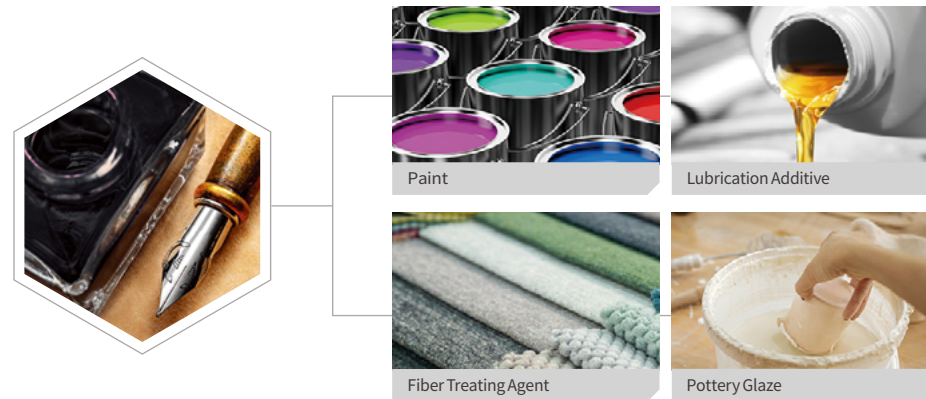 Paint
Lubrication Additive
Fiber Treating Agent
Pottery Glaze